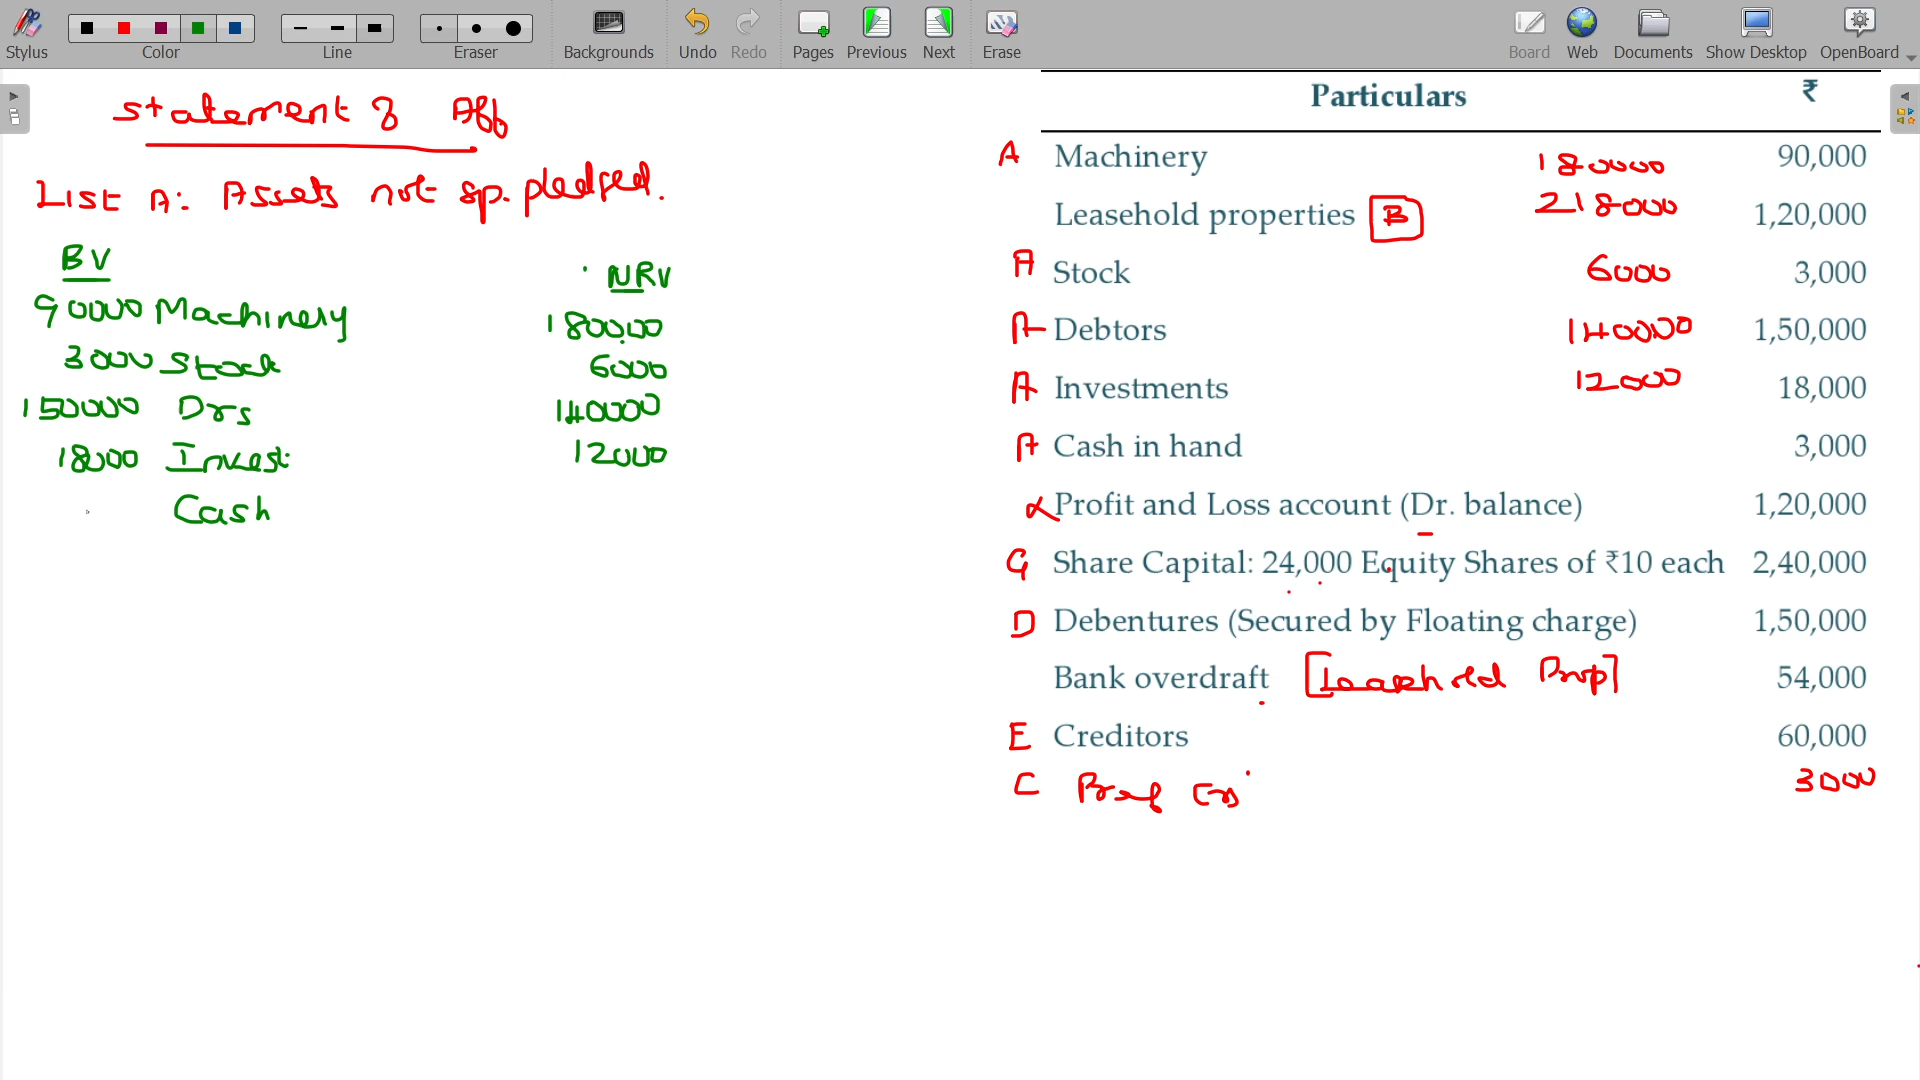 Stylus Color Line Eraser Backgrounds Undo Redo Pages Previous Next Erase Board Web Documents Show Desktop OpenBoard
Statement of Aff
List A: Assets not sp. pledged.
BV NRV
90000 Machinery 180000
3000 Stock 6000
150000 Drs 140000
18000 Invest 12000
Cash
Particulars ₹
A Machinery 180000 90,000
Leasehold properties B 218000 1,20,000
A Stock 6000 3,000
A Debtors 140000 1,50,000
A Investments 12000 18,000
A Cash in hand 3,000
Profit and Loss account (Dr. balance) 1,20,000
G Share Capital: 24,000 Equity Shares of ₹10 each 2,40,000
D Debentures (Secured by Floating charge) 1,50,000
Bank overdraft [Leasehold Prop] 54,000
E Creditors 60,000
C Pref Crs 3000